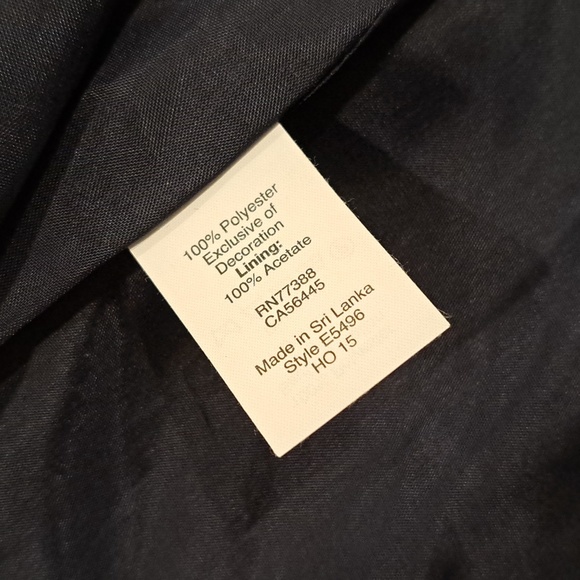 100% Polyester
Exclusive of
Decoration
Lining:
100% Acetate
RN77388
CA56445
Made in Sri Lanka
Style E5496
HO 15